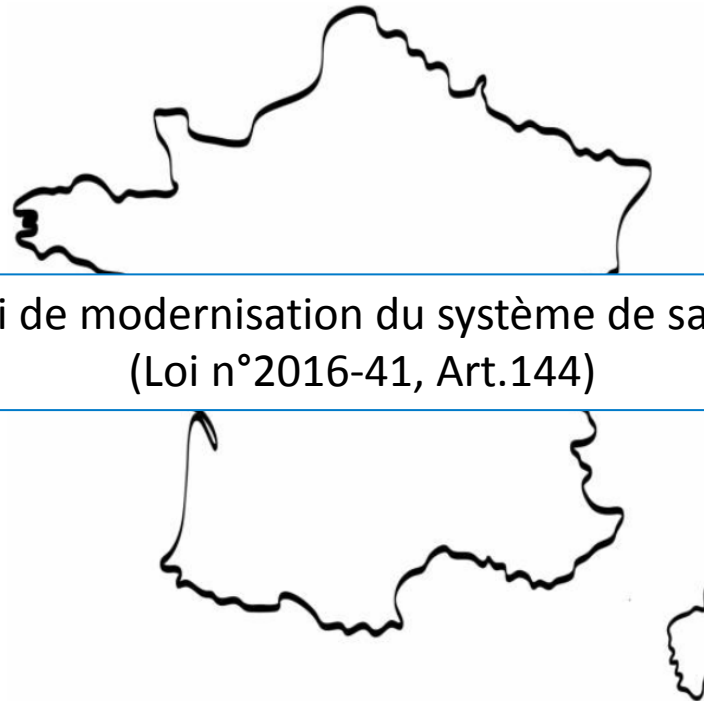 i de modernisation du système de sa
(Loi n°2016-41, Art.144)